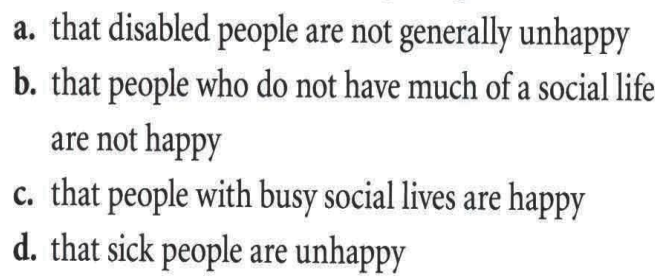 a. that disabled people are not generally unhappy
b. that people who do not have much of a social life
are not happy
c. that people with busy social lives are happy
d. that sick people are unhappy